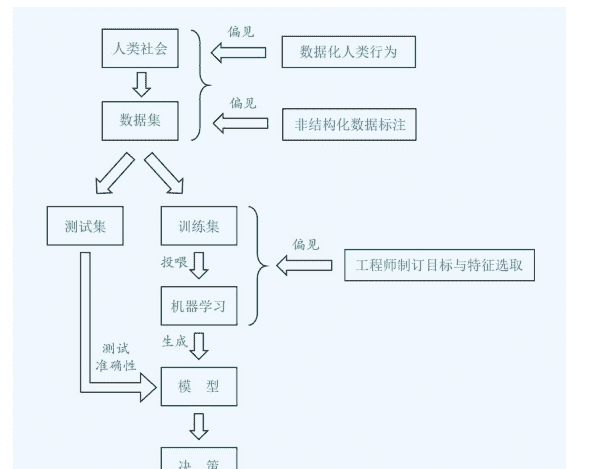 人类社会
偏见
数据化人类行为
数据集
偏见
非结构化数据标注
测试集
训练集
投喂
偏见
工程师制订目标与特征选取
机器学习
生成
测试
准确性
模 型
决 策